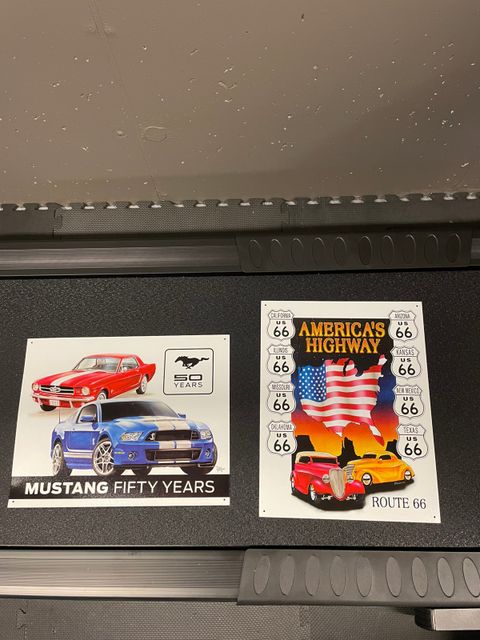 50
YEARS
MUSTANG FIFTY YEARS
AMERICA'S
HIGHWAY
CALIFORNIA
US
66
ILLINOIS
US
66
MISSOURI
US
66
OKLAHOMA
US
66
ARIZONA
US
66
KANSAS
US
66
NEW MEXICO
US
66
TEXAS
US
66
ROUTE 66